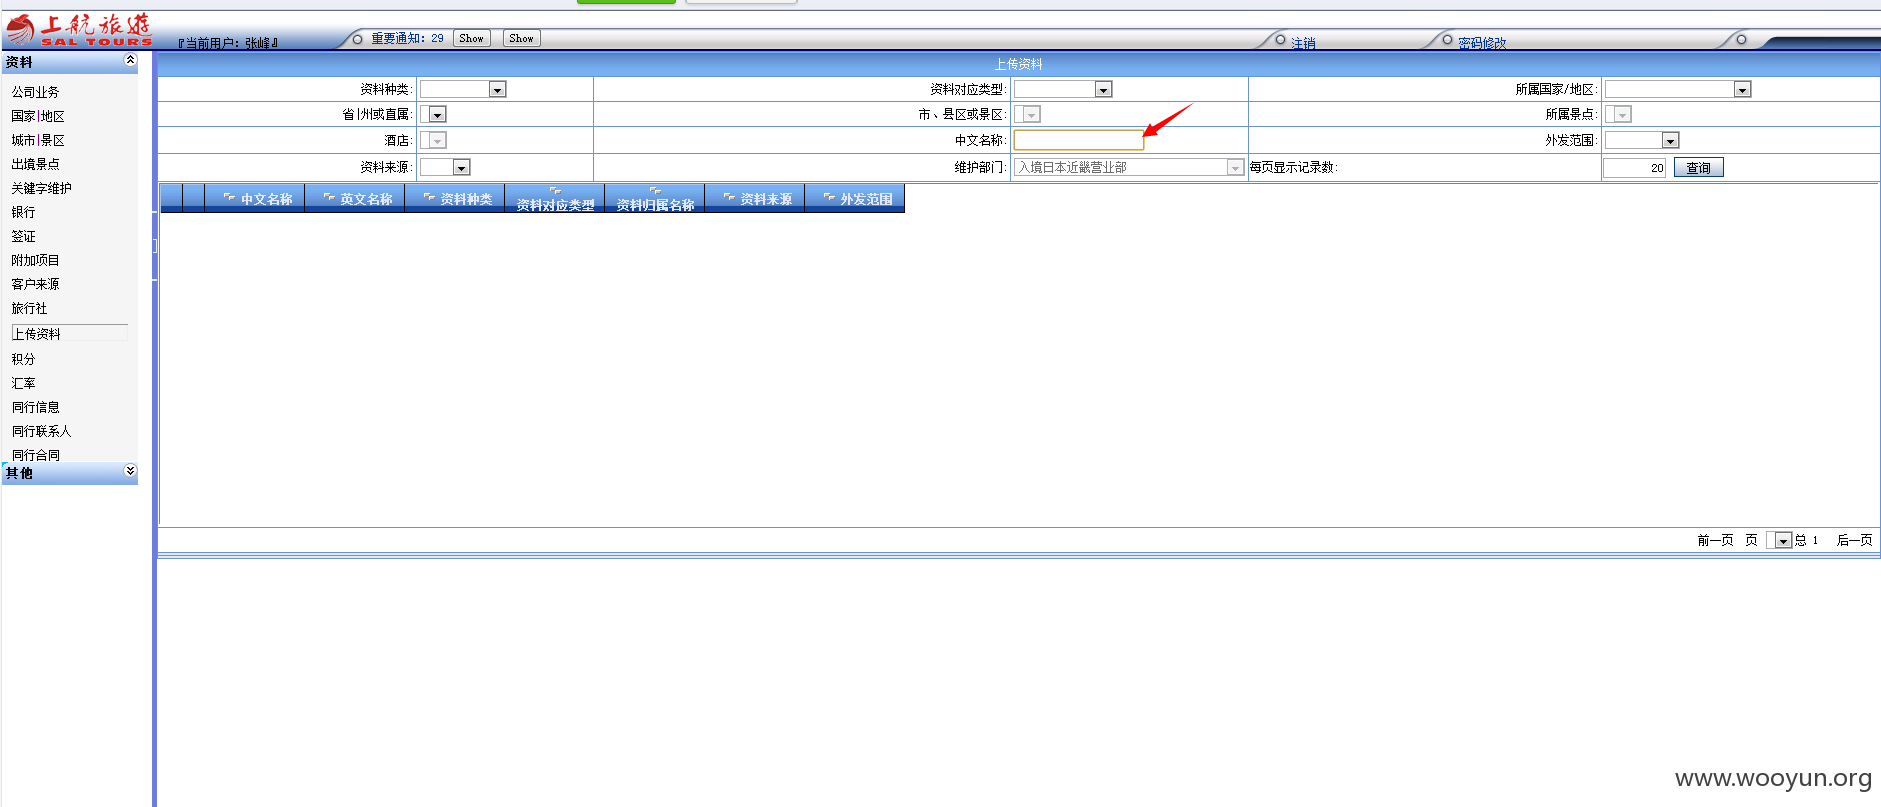 上航旅遊
SAL TOURS
『当前用户: 张峰』
重要通知: 29 Show Show
注销
密码修改
资料
公司业务
国家|地区
城市|景区
出境景点
关键字维护
银行
签证
附加项目
客户来源
旅行社
上传资料
积分
汇率
同行信息
同行联系人
同行合同
其他
上传资料
资料种类: 资料对应类型: 所属国家/地区:
省|州或直属: 市、县区或景区: 所属景点:
酒店: 中文名称: 外发范围:
资料来源: 维护部门: 入境日本近畿营业部 每页显示记录数: 20 查询
中文名称 英文名称 资料种类 资料对应类型 资料归属名称 资料来源 外发范围
前一页 页 总 1 后一页
www.wooyun.org